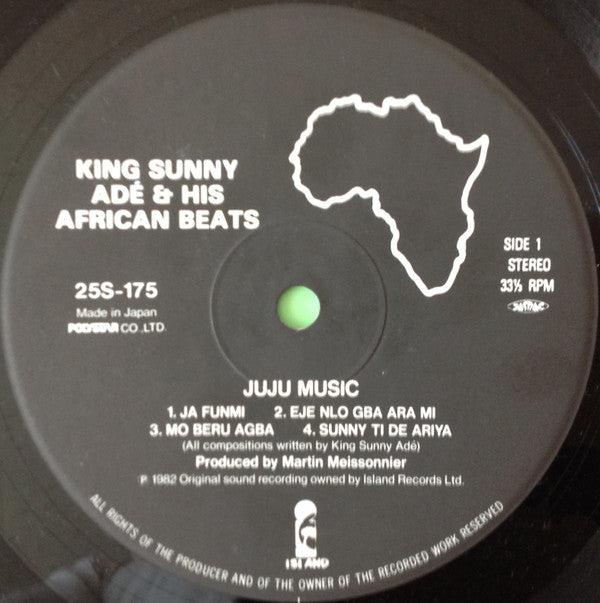 KING SUNNY
ADÉ & HIS
AFRICAN BEATS
SIDE 1
STEREO
33⅓ RPM
25S-175
Made in Japan
POLYSTAR CO.,LTD.
JUJU MUSIC
1. JA FUNMI 2. EJE NLO GBA ARA MI
3. MO BERU AGBA 4. SUNNY TI DE ARIYA
(All compositions written by King Sunny Adé)
Produced by Martin Meissonnier
℗ 1982 Original sound recording owned by Island Records Ltd.
ISLAND
ALL RIGHTS OF THE PRODUCER AND OF THE OWNER OF THE RECORDED WORK RESERVED